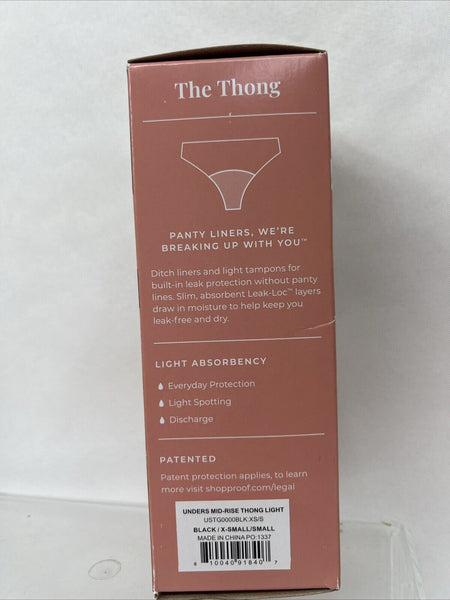 The Thong
PANTY LINERS, WE'RE
BREAKING UP WITH YOU™
Ditch liners and light tampons for
built-in leak protection without panty
lines. Slim, absorbent Leak-Loc™ layers
draw in moisture to help keep you
leak-free and dry.
LIGHT ABSORBENCY
Everyday Protection
Light Spotting
Discharge
PATENTED
Patent protection applies, to learn
more visit shopproof.com/legal
UNDERS MID-RISE THONG LIGHT
USTG0000BLK:XS/S
BLACK / X-SMALL/SMALL
MADE IN CHINA PO:1337
8 10040 91840 7